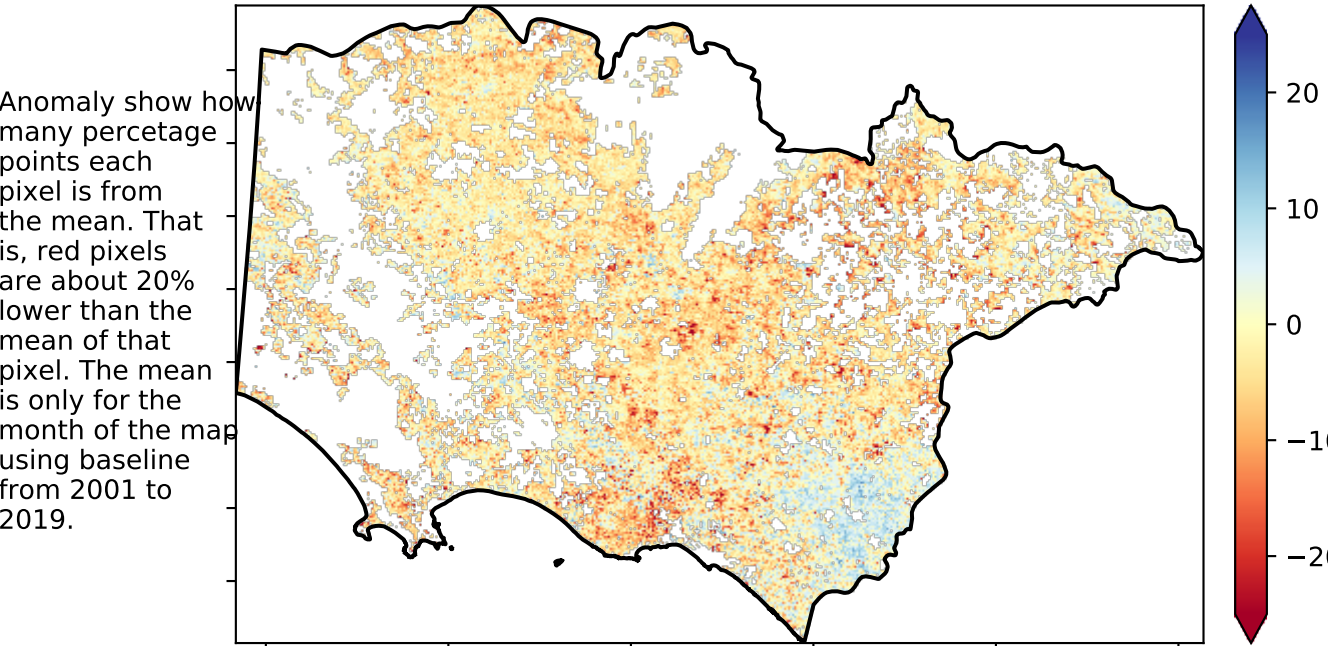 Anomaly show how
many percetage
points each
pixel is from
the mean. That
is, red pixels
are about 20%
lower than the
mean of that
pixel. The mean
is only for the
month of the map
using baseline
from 2001 to
2019.
20
10
0
−10
−20